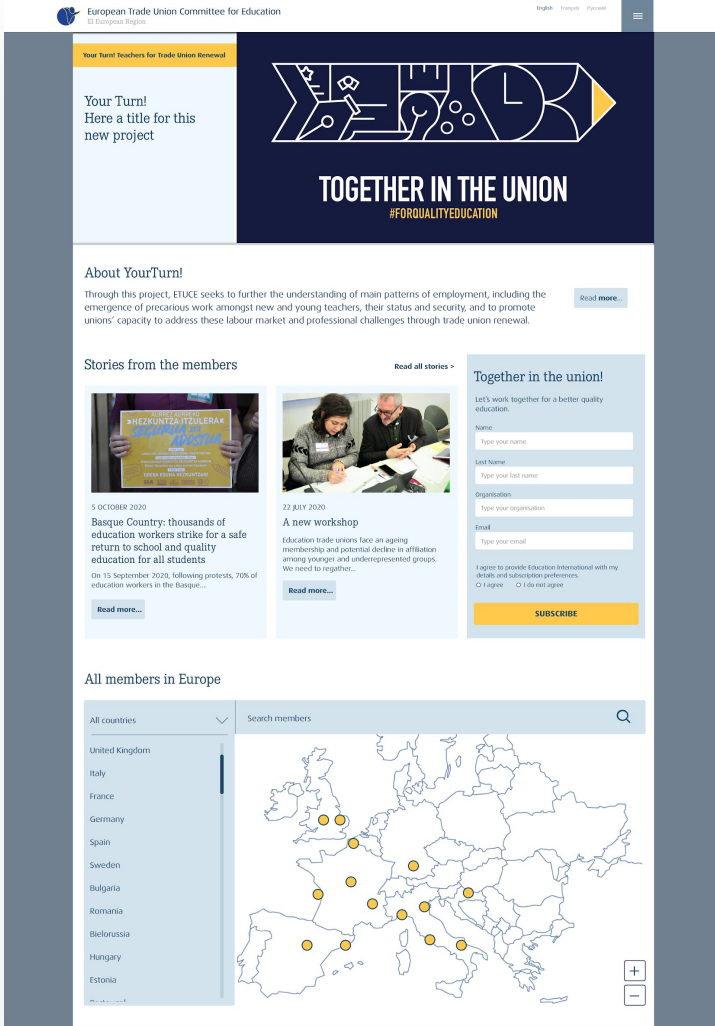 European Trade Union Committee for Education
EI European Region
English Français Русский
Your Turn! Teachers for Trade Union Renewal
Your Turn!
Here a title for this
new project
TOGETHER IN THE UNION
#FORQUALITYEDUCATION
About YourTurn!
Through this project, ETUCE seeks to further the understanding of main patterns of employment, including the
emergence of precarious work amongst new and young teachers, their status and security, and to promote
unions’ capacity to address these labour market and professional challenges through trade union renewal.
Read more...
Stories from the members
Read all stories >
HEZKUNTZA ITZULERA
SEGURUA
APUSTUA
5 OCTOBER 2020
Basque Country: thousands of
education workers strike for a safe
return to school and quality
education for all students
On 15 September 2020, following protests, 70% of
education workers in the Basque....
Read more...
22 JULY 2020
A new workshop
Education trade unions face an ageing
membership and potential decline in affiliation
among younger and underrepresented groups.
We need to regather...
Read more...
Together in the union!
Let's work together for a better quality
education.
Name
Type your name
Last Name
Type your last name
Organisation
Type your organisation
Email
Type your email
I agree to provide Education International with my
details and subscription preferences.
I agree I do not agree
SUBSCRIBE
All members in Europe
All countries
Search members
United Kingdom
Italy
France
Germany
Spain
Sweden
Bulgaria
Romania
Bielorussia
Hungary
Estonia